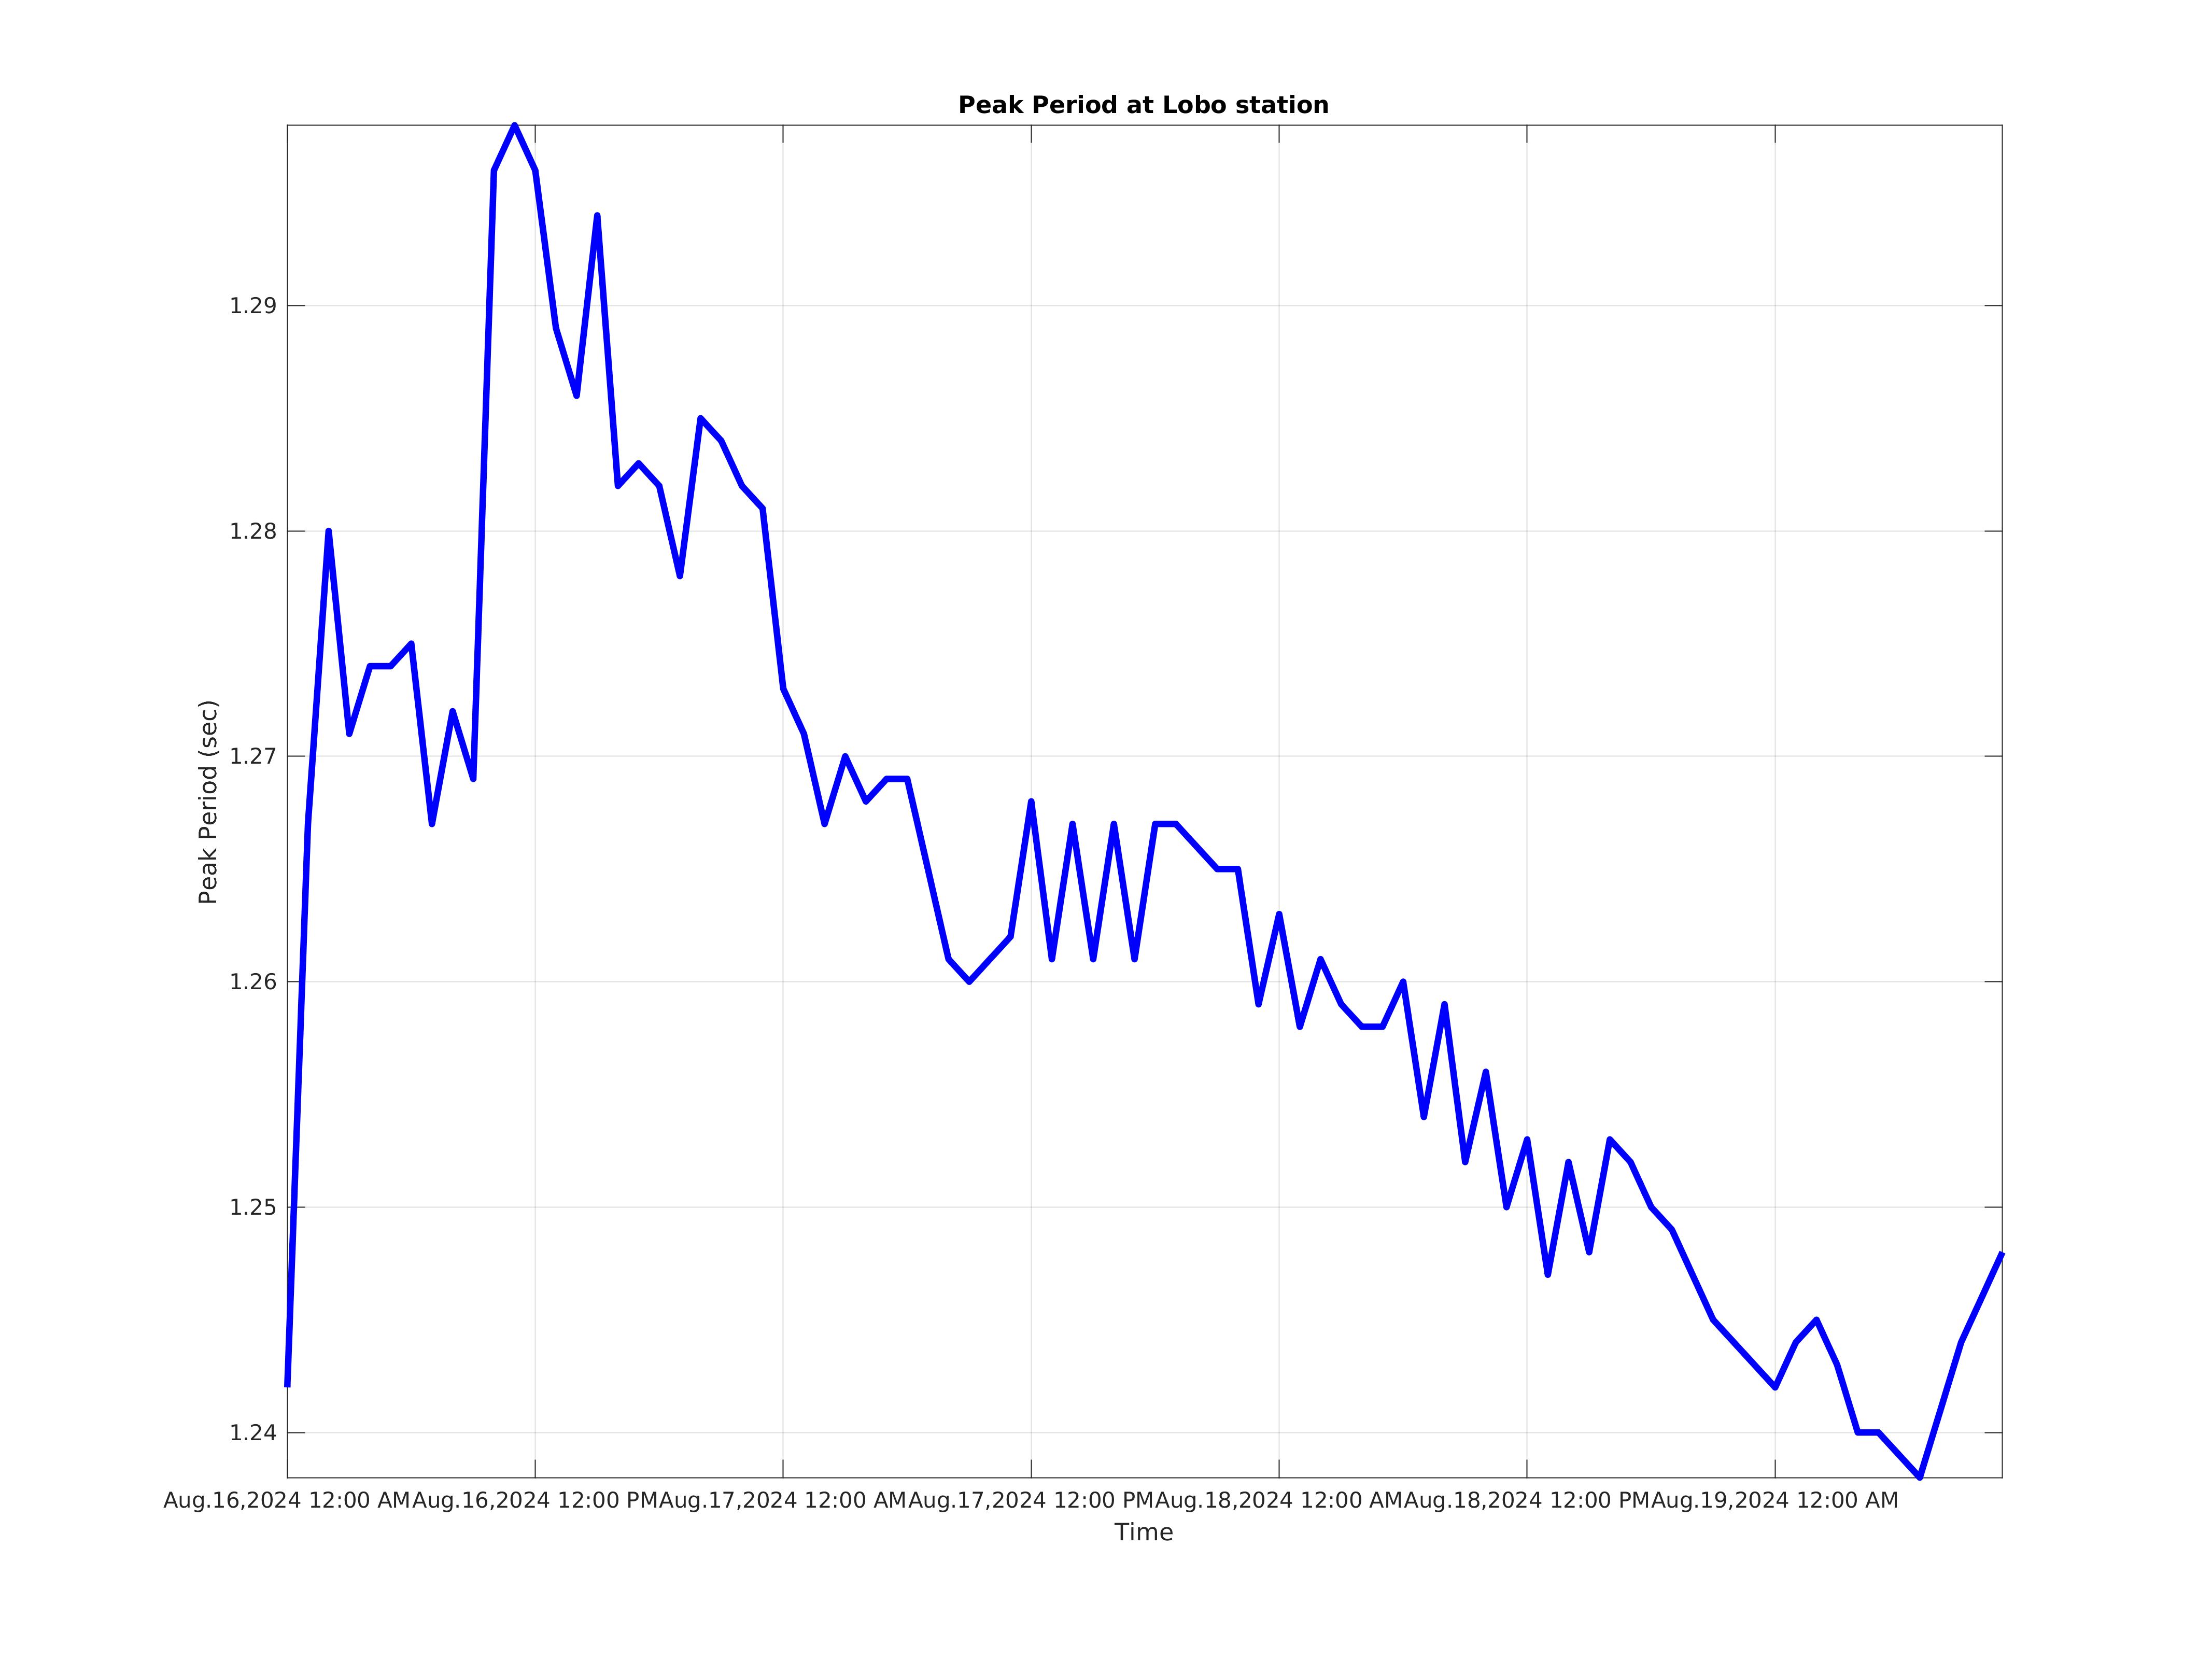 Peak Period at Lobo station
1.29
1.28
1.27
1.26
1.25
1.24
Peak Period (sec)
Aug.16,2024 12:00 AM Aug.16,2024 12:00 PM Aug.17,2024 12:00 AM Aug.17,2024 12:00 PM Aug.18,2024 12:00 AM Aug.18,2024 12:00 PM Aug.19,2024 12:00 AM
Time